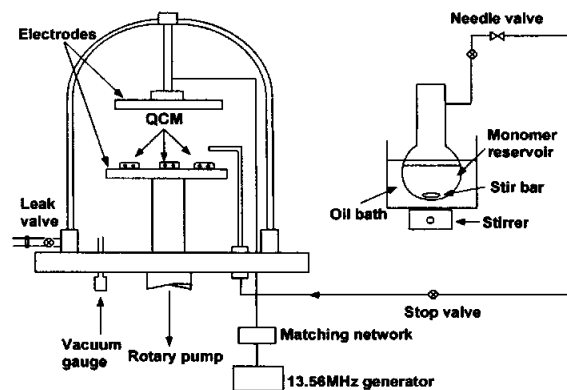 Needle valve
Electrodes
QCM
Monomer
reservoir
Stir bar
Oil bath
Stirrer
Leak
valve
Stop valve
Vacuum
gauge
Rotary pump
Matching network
13.56MHz generator